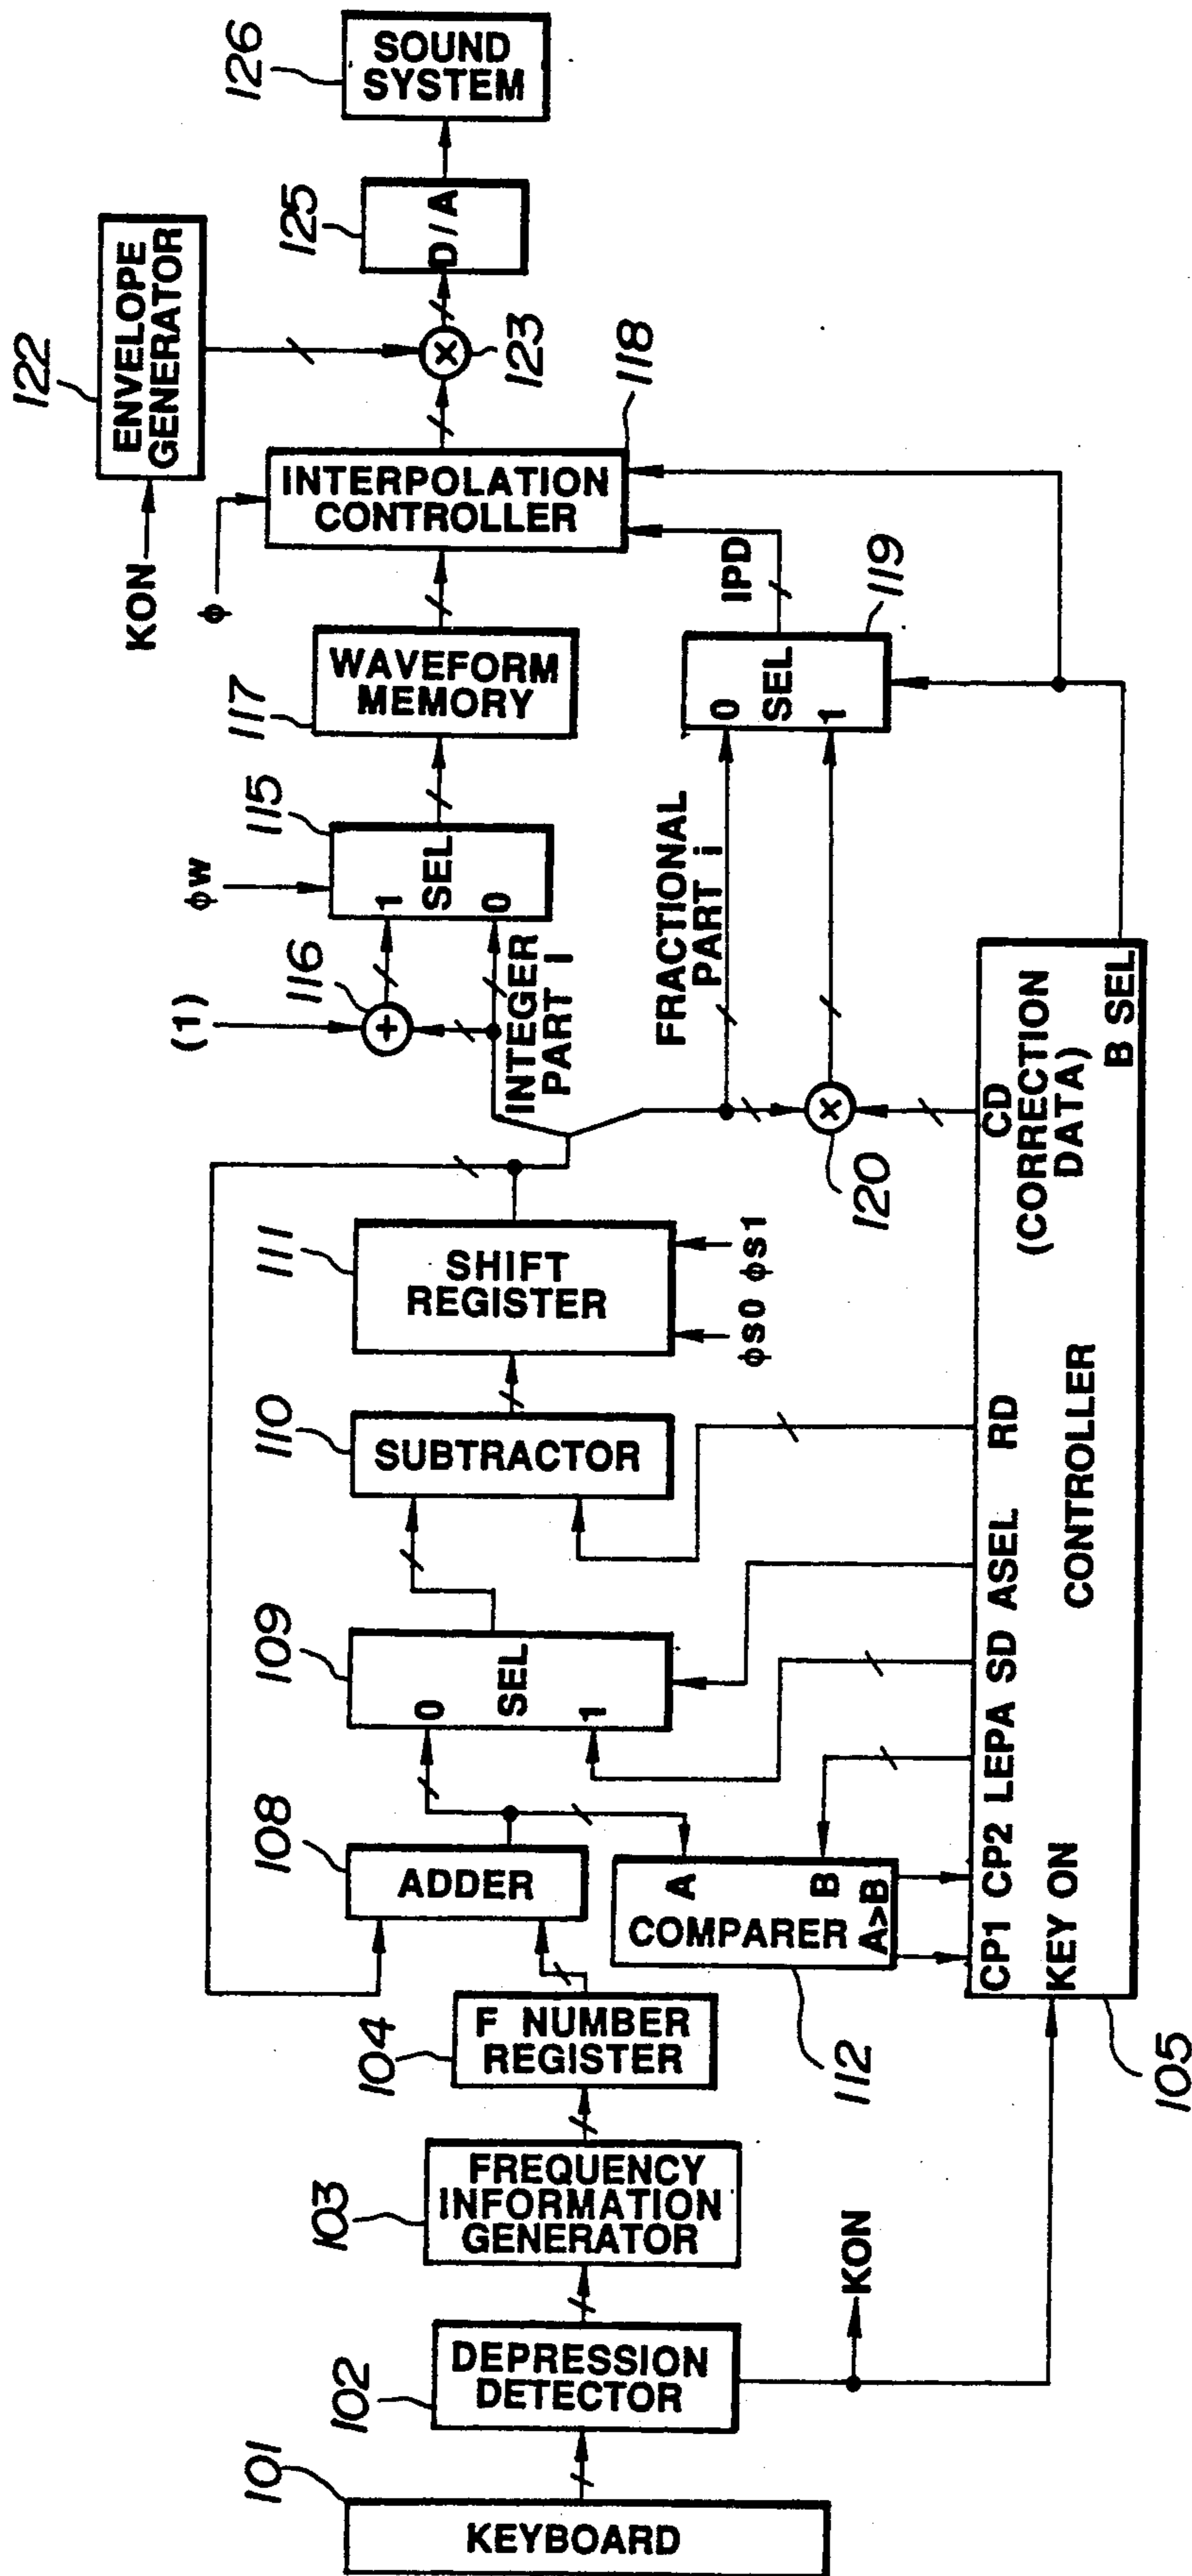 101
KEYBOARD
102
DEPRESSION
DETECTOR
KON
103
FREQUENCY
INFORMATION
GENERATOR
104
F NUMBER
REGISTER
108
ADDER
112
A
B
COMPARER
A>B
109
0
SEL
1
110
SUBTRACTOR
111
SHIFT
REGISTER
φs0 φs1
(1)
116
+
INTEGER
PART I
φw
115
1
SEL
0
117
WAVEFORM
MEMORY
φ
INTERPOLATION
CONTROLLER
118
KON
122
ENVELOPE
GENERATOR
×
123
125
D/A
126
SOUND
SYSTEM
FRACTIONAL
PART i
×
120
0
SEL
1
119
IPD
CP1 CP2 LEPA SD ASEL RD
CD
(CORRECTION
DATA)
B SEL
KEY ON
CONTROLLER
105